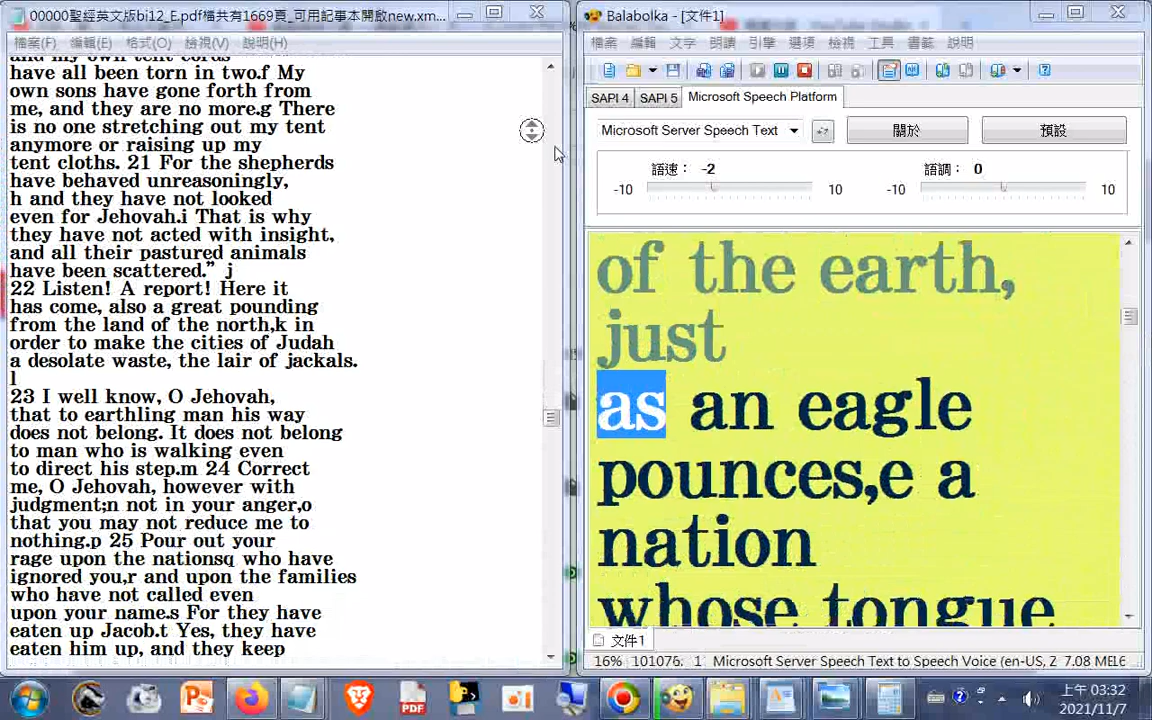 00000聖經英文版bi12_E.pdf檔共有1669頁_可用記事本開啟new.xm...
檔案(F) 編輯(E) 格式(O) 檢視(V) 說明(H)
and my own tent cords
have all been torn in two.f My
own sons have gone forth from
me, and they are no more.g There
is no one stretching out my tent
anymore or raising up my
tent cloths. 21 For the shepherds
have behaved unreasoningly,
h and they have not looked
even for Jehovah.i That is why
they have not acted with insight,
and all their pastured animals
have been scattered.” j
22 Listen! A report! Here it
has come, also a great pounding
from the land of the north,k in
order to make the cities of Judah
a desolate waste, the lair of jackals.
l
23 I well know, O Jehovah,
that to earthling man his way
does not belong. It does not belong
to man who is walking even
to direct his step.m 24 Correct
me, O Jehovah, however with
judgment;n not in your anger,o
that you may not reduce me to
nothing.p 25 Pour out your
rage upon the nationsq who have
ignored you,r and upon the families
who have not called even
upon your name.s For they have
eaten up Jacob.t Yes, they have
eaten him up, and they keep
Balabolka - [文件1]
檔案 編輯 文字 朗讀 引擎 選項 檢視 工具 書籤 說明
SAPI 4 SAPI 5 Microsoft Speech Platform
Microsoft Server Speech Text 關於 預設
語速： -2 語調： 0
-10 10 -10 10
of the earth,
just
as an eagle
pounces,e a
nation
whose tongue
文件1
16% 101076. 1 Microsoft Server Speech Text to Speech Voice (en-US, Z 7.08 MB
PDF
上午 03:32
2021/11/7